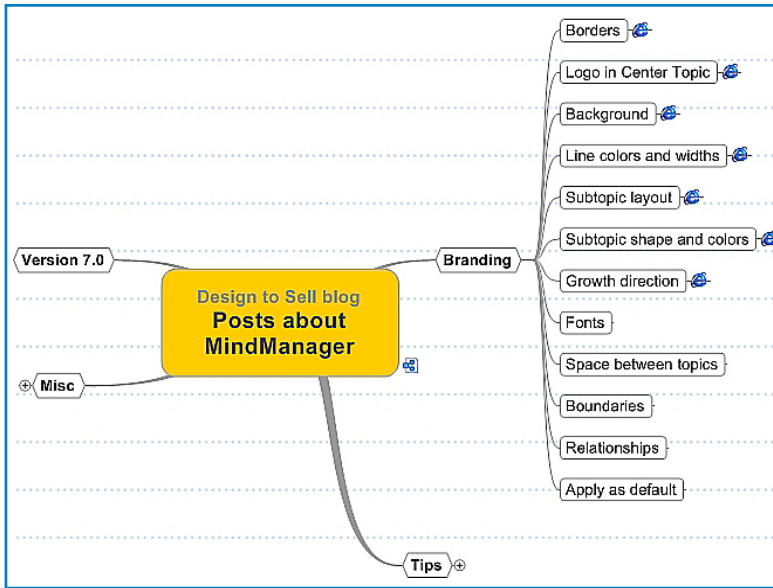 Design to Sell blog
Posts about
MindManager
Version 7.0
Misc
Tips
Branding
Borders
Logo in Center Topic
Background
Line colors and widths
Subtopic layout
Subtopic shape and colors
Growth direction
Fonts
Space between topics
Boundaries
Relationships
Apply as default